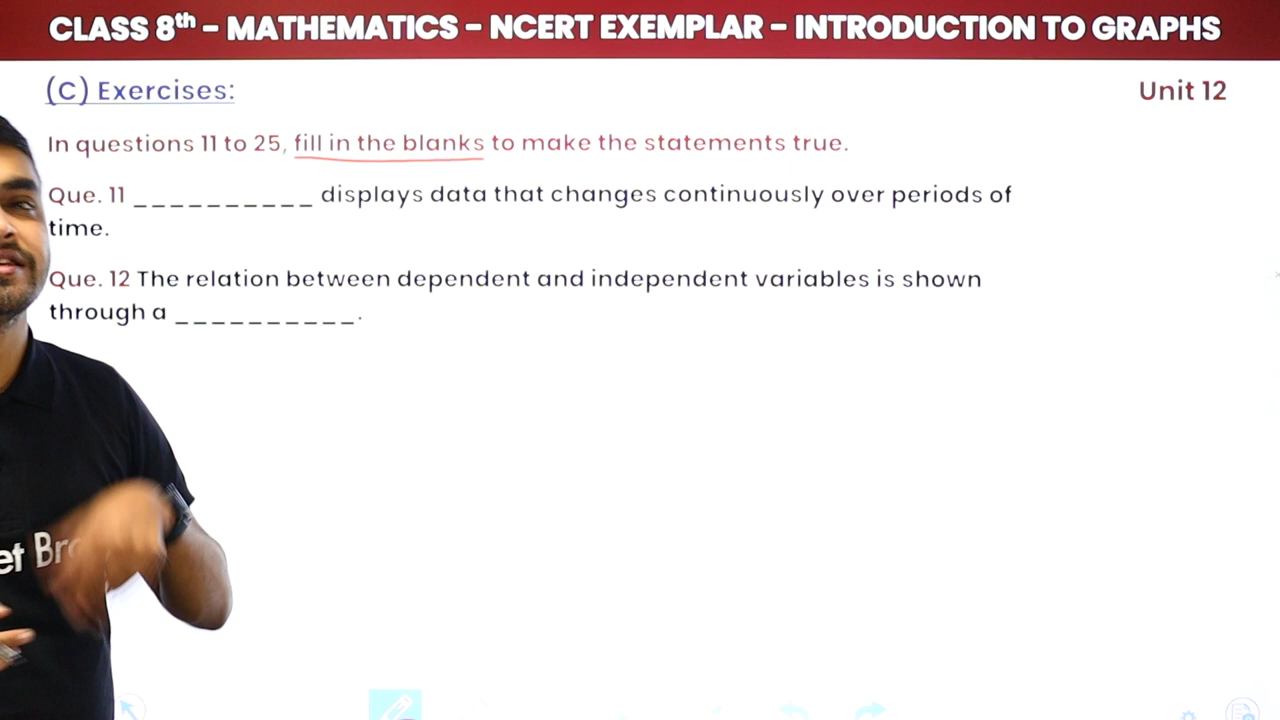 CLASS 8th - MATHEMATICS - NCERT EXEMPLAR - INTRODUCTION TO GRAPHS
(C) Exercises:
Unit 12
In questions 11 to 25, fill in the blanks to make the statements true.
Que. 11 __________ displays data that changes continuously over periods of
time.
Que. 12 The relation between dependent and independent variables is shown
through a __________.